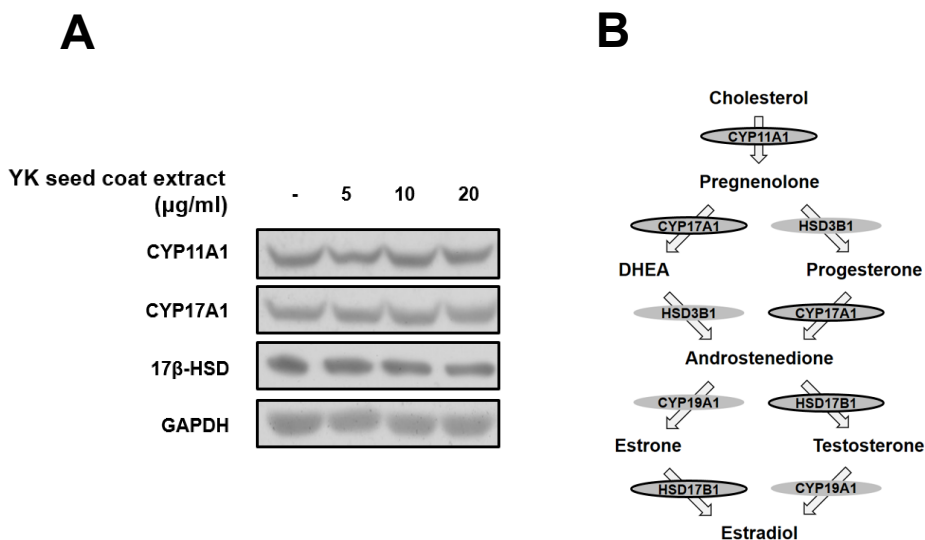 A
YK seed coat extract
(µg/ml)
- 5 10 20
CYP11A1
CYP17A1
17β-HSD
GAPDH
B
Cholesterol
CYP11A1
Pregnenolone
CYP17A1 HSD3B1
DHEA Progesterone
HSD3B1 CYP17A1
Androstenedione
CYP19A1 HSD17B1
Estrone Testosterone
HSD17B1 CYP19A1
Estradiol